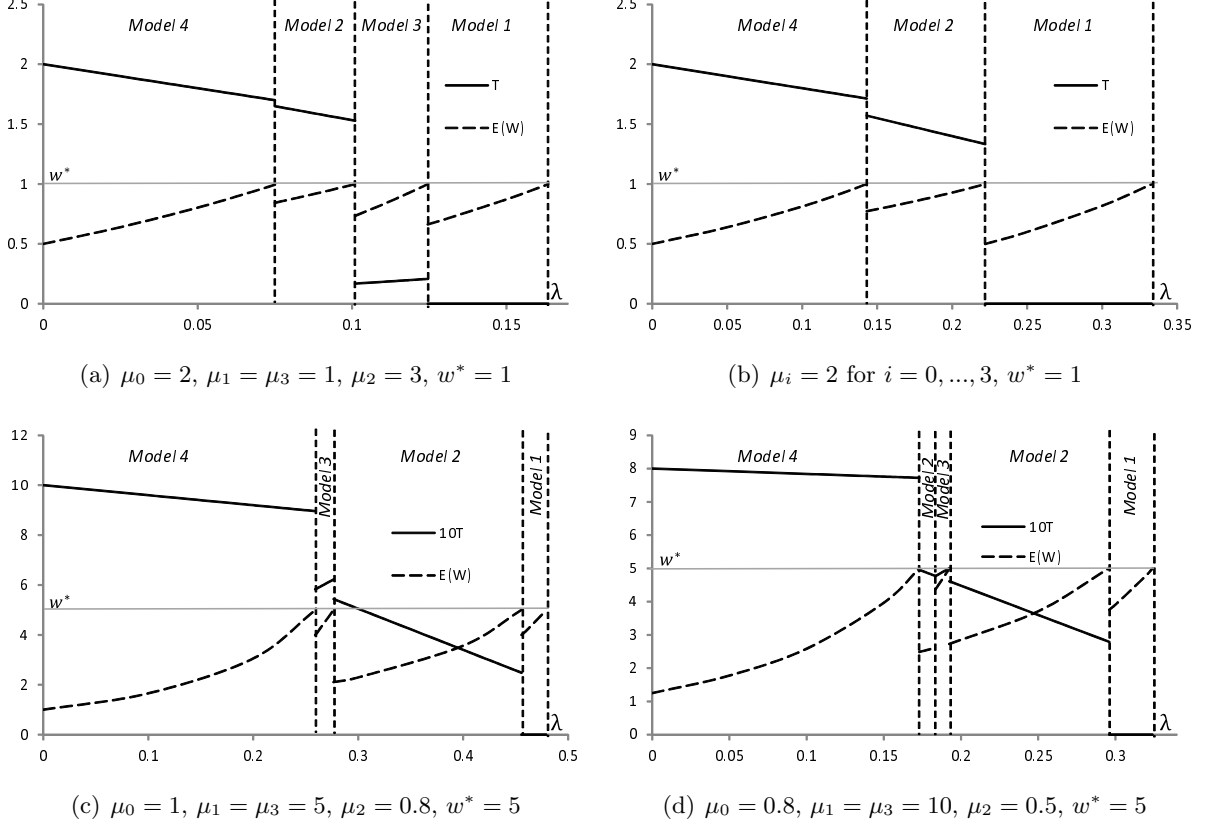 2.5
2
1.5
1
0.5
0
Model 4
Model 2
Model 3
Model 1
T
E(W)
w*
λ
0
0.05
0.1
0.15
(a) μ₀ = 2, μ₁ = μ₃ = 1, μ₂ = 3, w* = 1
2.5
2
1.5
1
0.5
0
Model 4
Model 2
Model 1
T
E(W)
w*
λ
0
0.05
0.1
0.15
0.2
0.25
0.3
0.35
(b) μᵢ = 2 for i = 0, ..., 3, w* = 1
12
10
8
6
4
2
0
Model 4
Model 3
Model 2
Model 1
10T
E(W)
w*
λ
0
0.1
0.2
0.3
0.4
0.5
(c) μ₀ = 1, μ₁ = μ₃ = 5, μ₂ = 0.8, w* = 5
9
8
7
6
5
4
3
2
1
0
Model 4
Model 2
Model 3
Model 2
Model 1
10T
E(W)
w*
λ
0
0.05
0.1
0.15
0.2
0.25
0.3
(d) μ₀ = 0.8, μ₁ = μ₃ = 10, μ₂ = 0.5, w* = 5